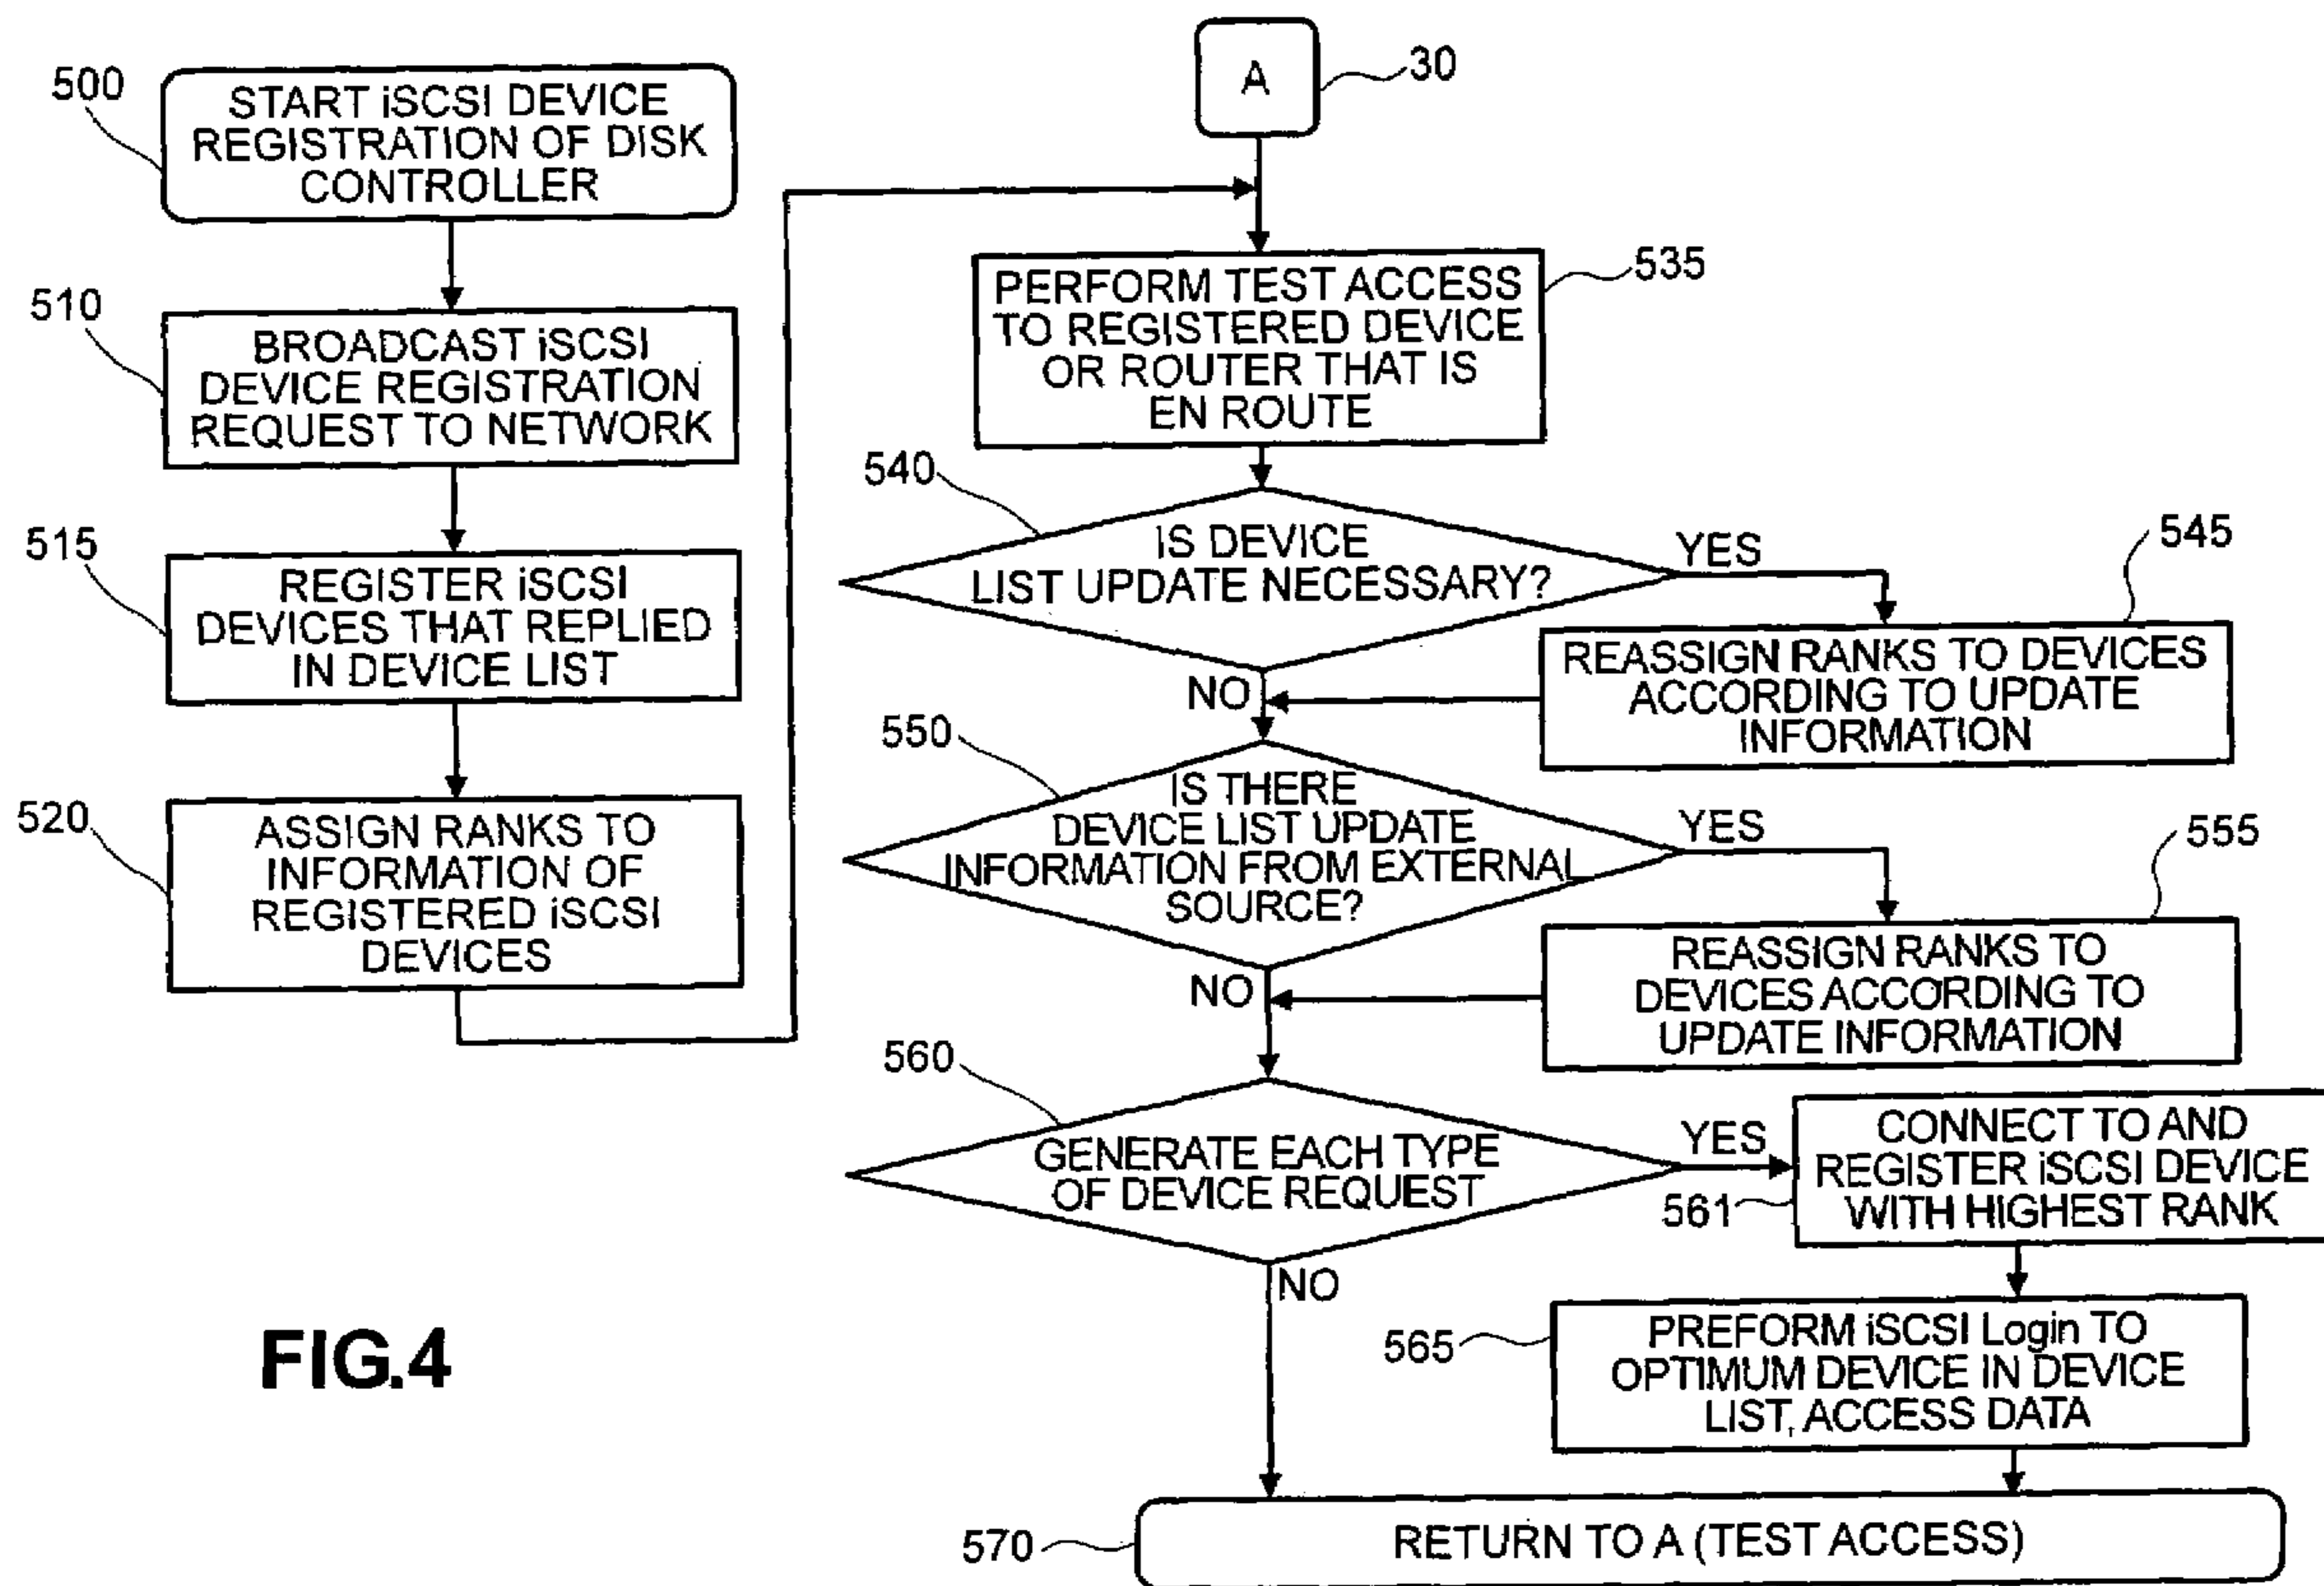 500
START iSCSI DEVICE
REGISTRATION OF DISK
CONTROLLER
510
BROADCAST iSCSI
DEVICE REGISTRATION
REQUEST TO NETWORK
515
REGISTER iSCSI
DEVICES THAT REPLIED
IN DEVICE LIST
520
ASSIGN RANKS TO
INFORMATION OF
REGISTERED iSCSI
DEVICES
A
30
PERFORM TEST ACCESS
TO REGISTERED DEVICE
OR ROUTER THAT IS
EN ROUTE
535
540
IS DEVICE
LIST UPDATE NECESSARY?
YES
NO
545
REASSIGN RANKS TO DEVICES
ACCORDING TO UPDATE
INFORMATION
550
IS THERE
DEVICE LIST UPDATE
INFORMATION FROM EXTERNAL
SOURCE?
YES
NO
555
REASSIGN RANKS TO
DEVICES ACCORDING TO
UPDATE INFORMATION
560
GENERATE EACH TYPE
OF DEVICE REQUEST
YES
NO
561
CONNECT TO AND
REGISTER iSCSI DEVICE
WITH HIGHEST RANK
565
PREFORM iSCSI Login TO
OPTIMUM DEVICE IN DEVICE
LIST, ACCESS DATA
570
RETURN TO A (TEST ACCESS)
FIG.4